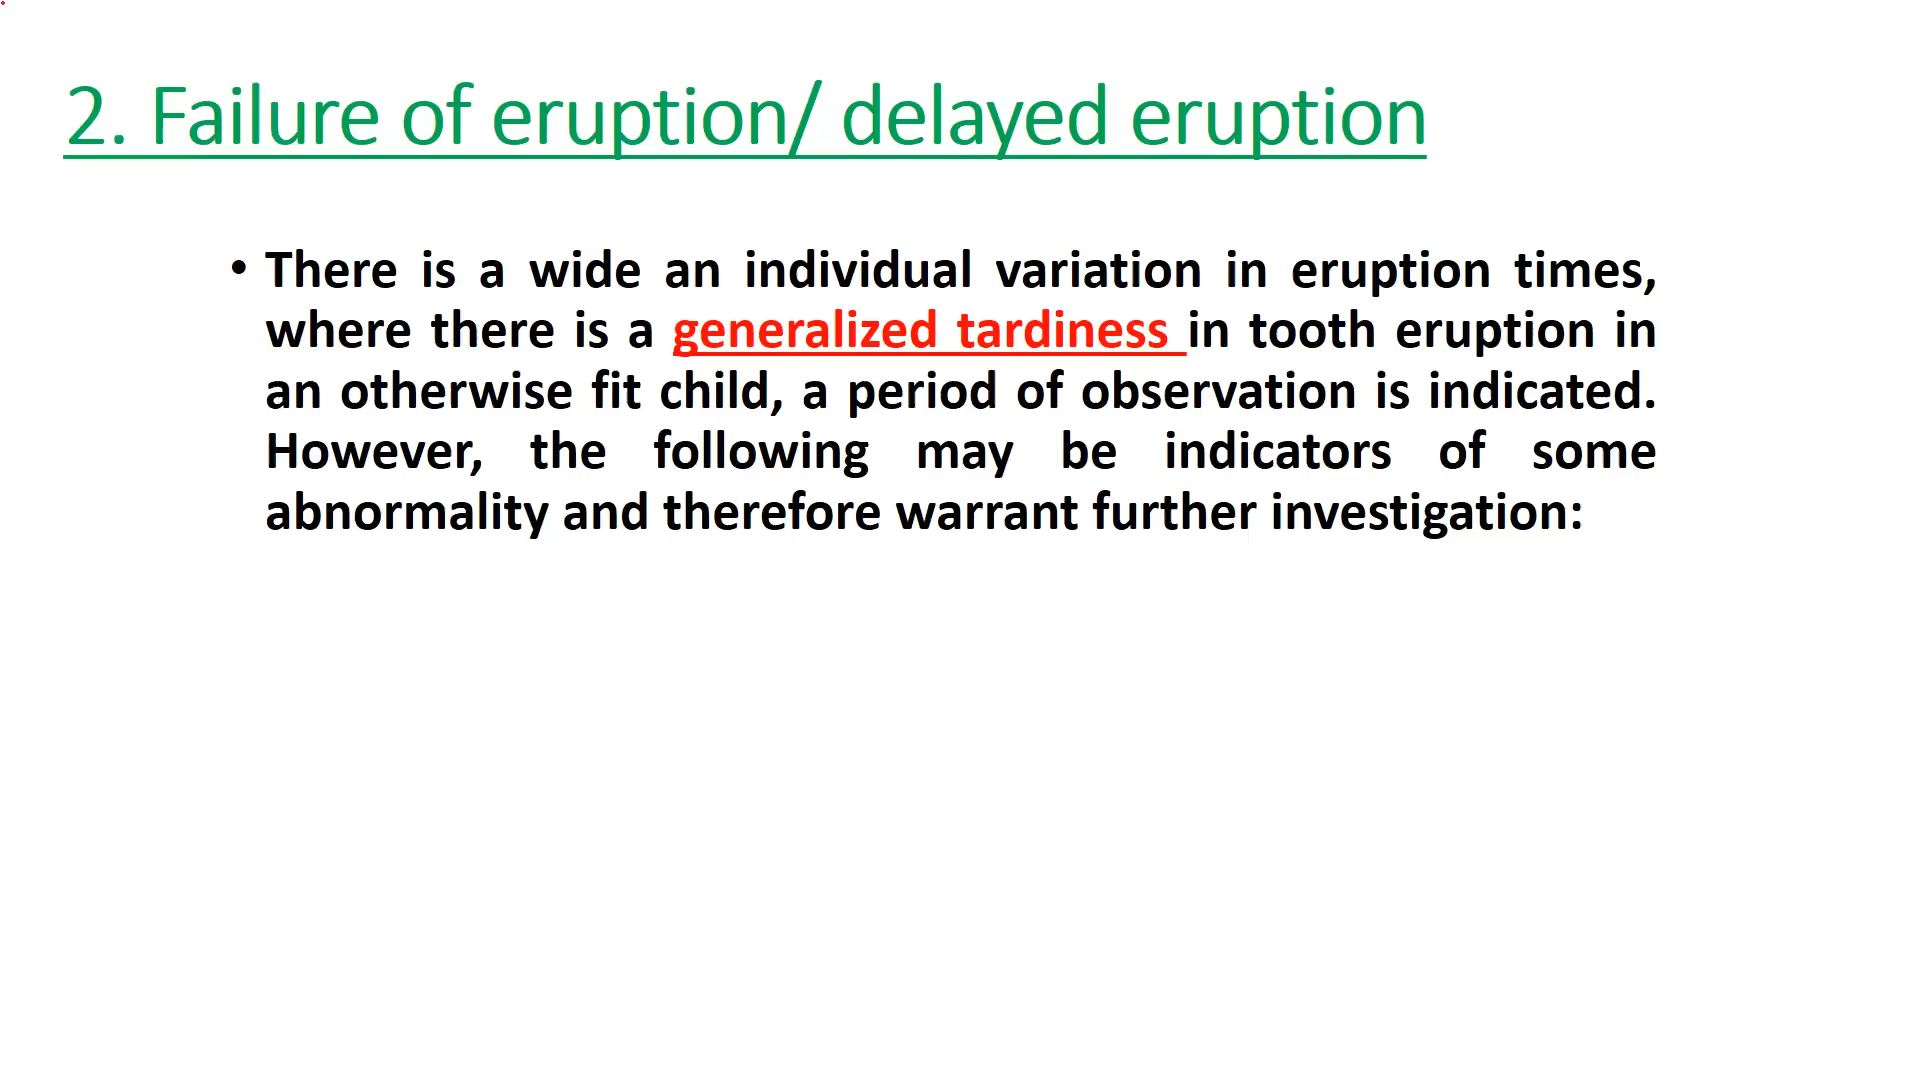 2. Failure of eruption/ delayed eruption
• There is a wide an individual variation in eruption times,
where there is a generalized tardiness in tooth eruption in
an otherwise fit child, a period of observation is indicated.
However, the following may be indicators of some
abnormality and therefore warrant further investigation: